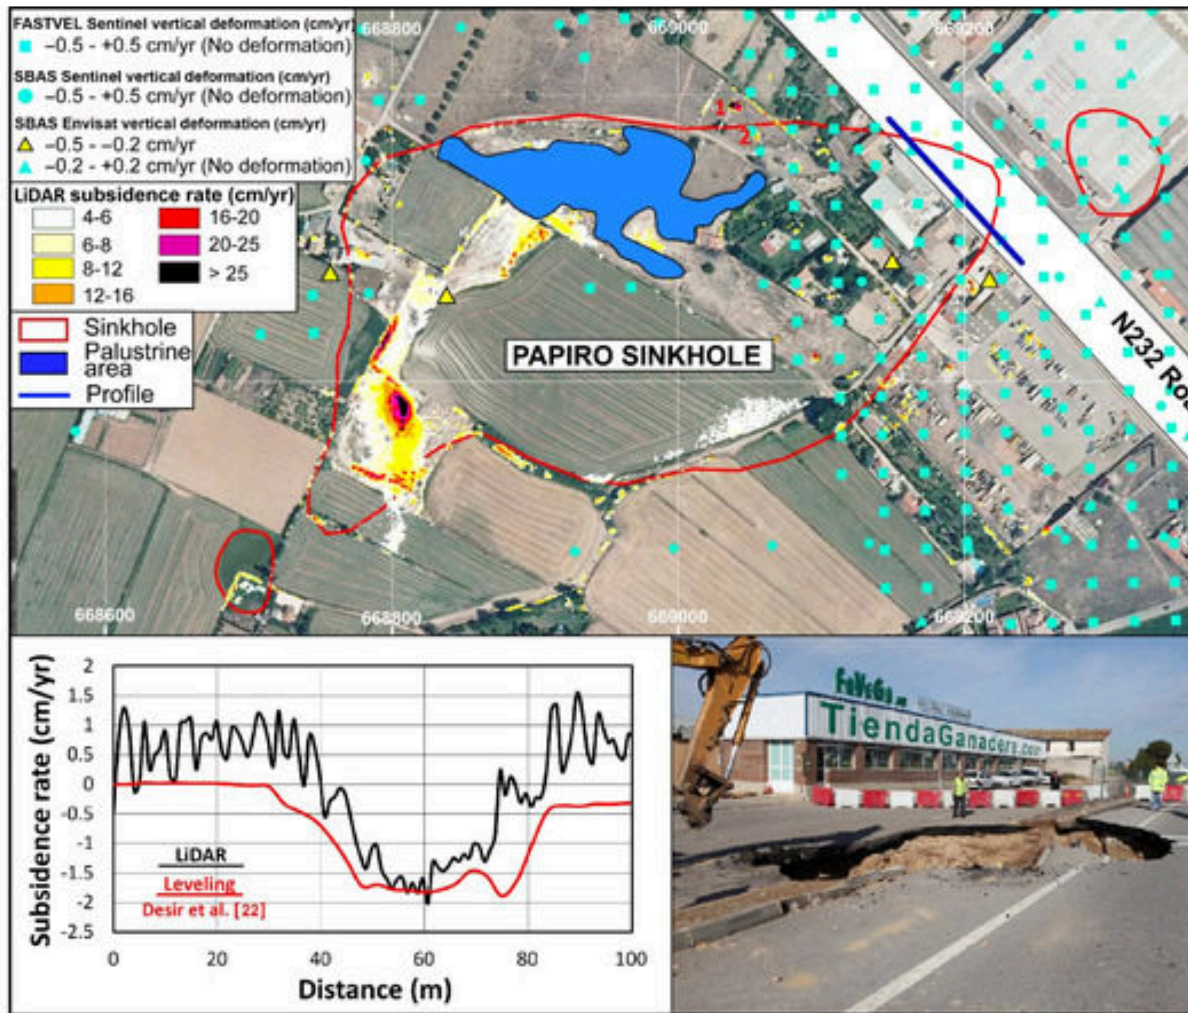 FASTVEL Sentinel vertical deformation (cm/yr)
−0.5 - +0.5 cm/yr (No deformation)
SBAS Sentinel vertical deformation (cm/yr)
−0.5 - +0.5 cm/yr (No deformation)
SBAS Envisat vertical deformation (cm/yr)
−0.5 - −0.2 cm/yr
−0.2 - +0.2 cm/yr (No deformation)
LiDAR subsidence rate (cm/yr)
4-6 16-20
6-8 20-25
8-12 > 25
12-16
Sinkhole
Palustrine
area
Profile
668800
669000
669200
1
2
3
PAPIRO SINKHOLE
N232 Roa
668600
668800
669000
669200
Subsidence rate (cm/yr)
2
1.5
1
0.5
0
-0.5
-1
-1.5
-2
-2.5
LiDAR
Leveling
Desir et al. [22]
0 20 40 60 80 100
Distance (m)
TiendaGanadera.com